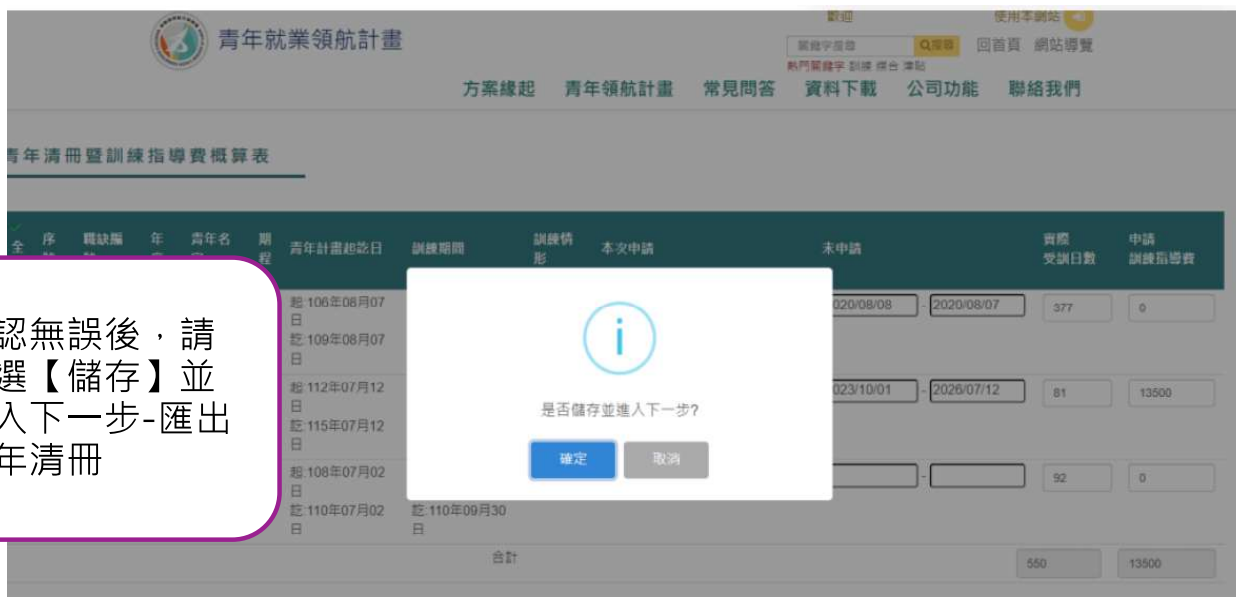 歡迎 使用本網站
青年就業領航計畫
關鍵字搜尋 搜尋 回首頁 網站導覽
熱門關鍵字 訓練 媒合 津貼
方案緣起 青年領航計畫 常見問答 資料下載 公司功能 聯絡我們
青年清冊暨訓練指導費概算表
全 序 職缺編 年 青年名 期程 青年計畫起訖日 訓練期間 訓練情形 本次申請 未申請 實際受訓日數 申請訓練指導費
認無誤後,請
選【儲存】並
入下一步-匯出
年清冊
起:106年08月07日
訖:109年08月07日
020/08/08 - 2020/08/07 377 0
起:112年07月12日
訖:115年07月12日
023/10/01 - 2026/07/12 81 13500
起:108年07月02日
訖:110年07月02日
訖:110年09月30日
- 92 0
合計 550 13500
i
是否儲存並進入下一步?
確定 取消